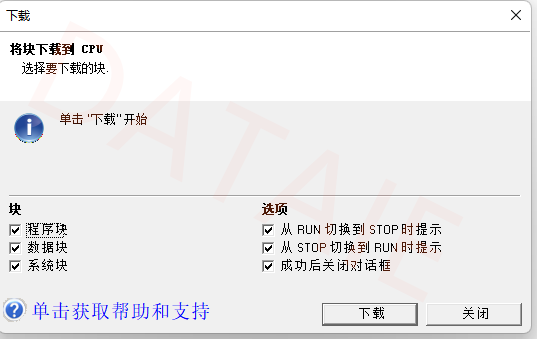 下载
将块下载到 CPU
选择要下载的块.
单击 "下载" 开始
块
选项
程序块
从 RUN 切换到 STOP 时提示
数据块
从 STOP 切换到 RUN 时提示
系统块
成功后关闭对话框
单击获取帮助和支持
下载
关闭
DATAIE